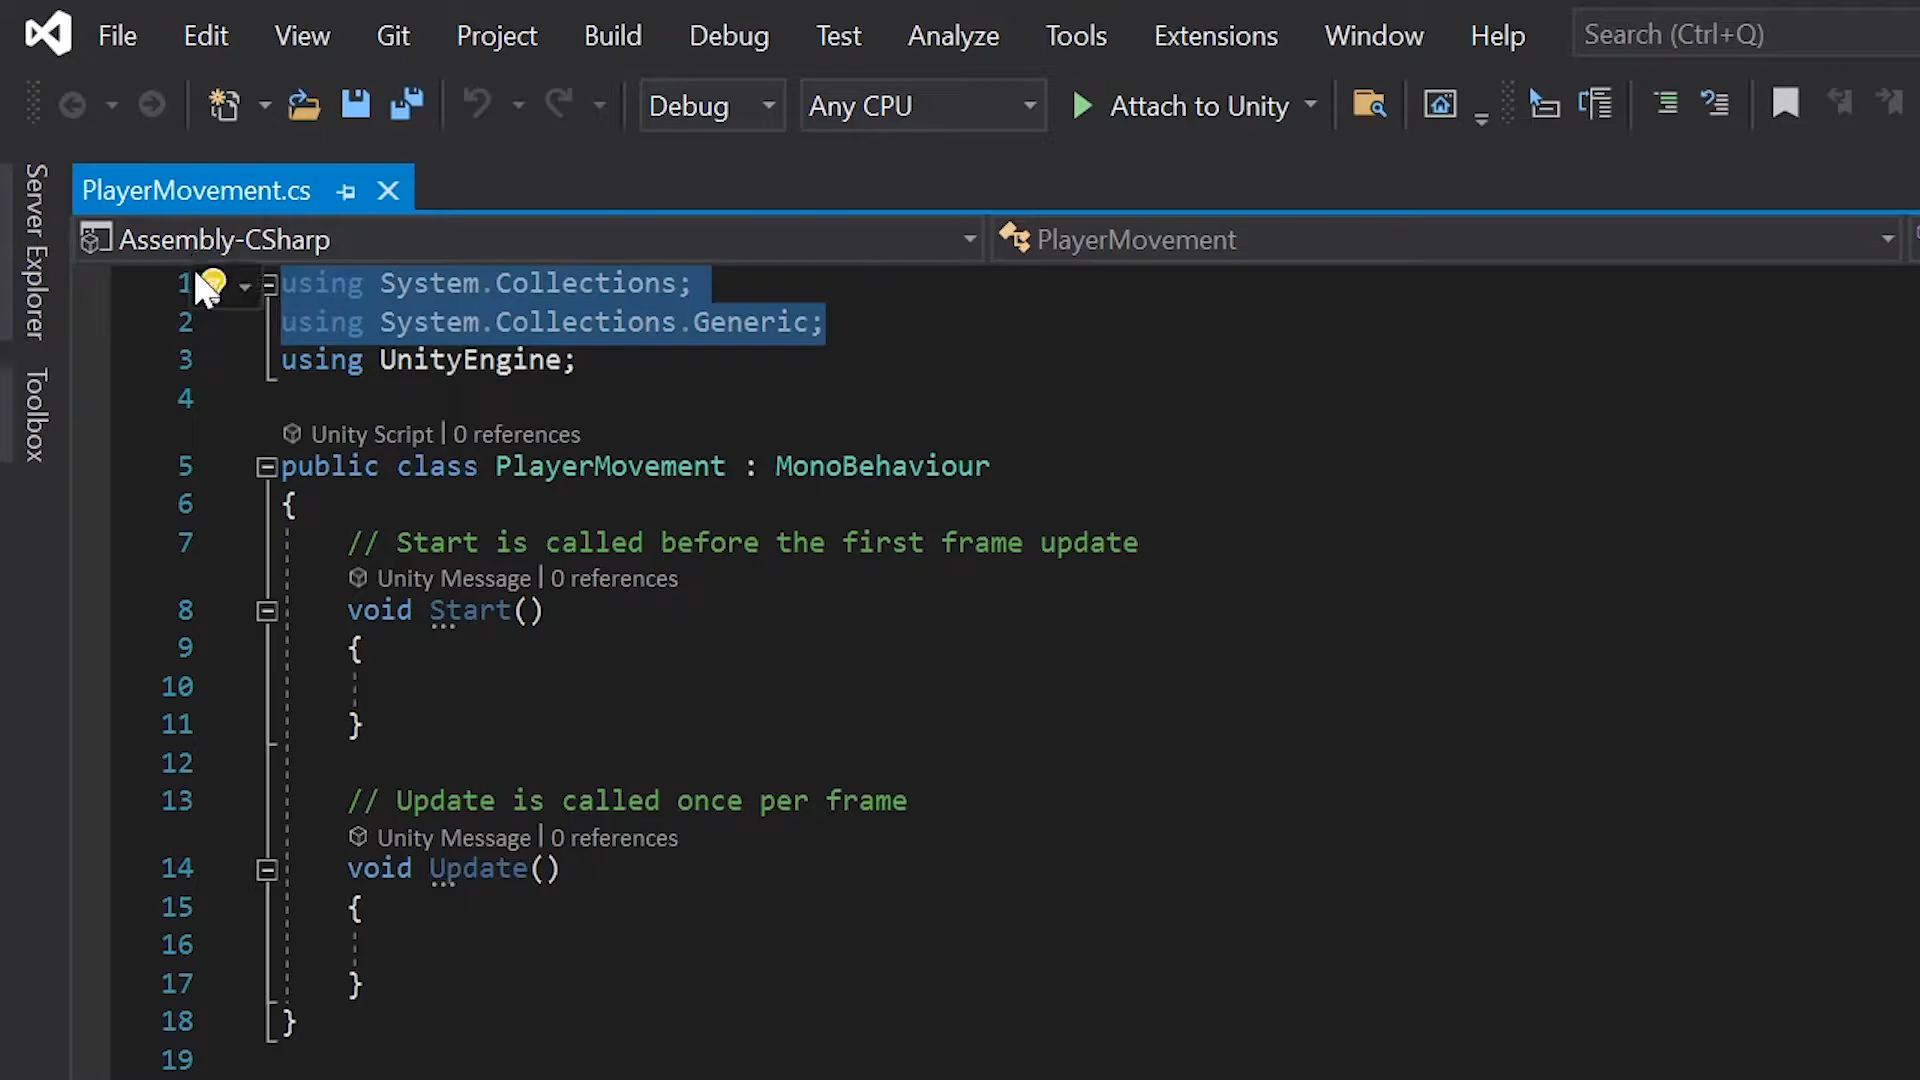 File Edit View Git Project Build Debug Test Analyze Tools Extensions Window Help Search (Ctrl+Q)
Debug Any CPU Attach to Unity
Server Explorer
Toolbox
PlayerMovement.cs
Assembly-CSharp PlayerMovement
1 using System.Collections;
2 using System.Collections.Generic;
3 using UnityEngine;
4
Unity Script | 0 references
5 public class PlayerMovement : MonoBehaviour
6 {
7 // Start is called before the first frame update
Unity Message | 0 references
8 void Start()
9 {
10
11 }
12
13 // Update is called once per frame
Unity Message | 0 references
14 void Update()
15 {
16
17 }
18 }
19